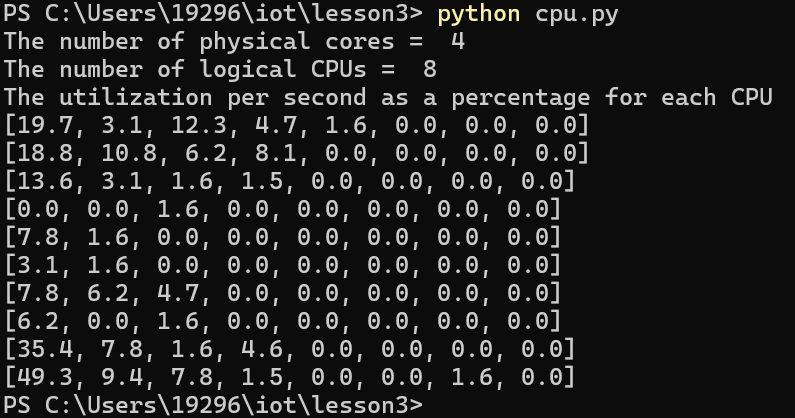 PS C:\Users\19296\iot\lesson3> python cpu.py
The number of physical cores =  4
The number of logical CPUs =  8
The utilization per second as a percentage for each CPU
[19.7, 3.1, 12.3, 4.7, 1.6, 0.0, 0.0, 0.0]
[18.8, 10.8, 6.2, 8.1, 0.0, 0.0, 0.0, 0.0]
[13.6, 3.1, 1.6, 1.5, 0.0, 0.0, 0.0, 0.0]
[0.0, 0.0, 1.6, 0.0, 0.0, 0.0, 0.0, 0.0]
[7.8, 1.6, 0.0, 0.0, 0.0, 0.0, 0.0, 0.0]
[3.1, 1.6, 0.0, 0.0, 0.0, 0.0, 0.0, 0.0]
[7.8, 6.2, 4.7, 0.0, 0.0, 0.0, 0.0, 0.0]
[6.2, 0.0, 1.6, 0.0, 0.0, 0.0, 0.0, 0.0]
[35.4, 7.8, 1.6, 4.6, 0.0, 0.0, 0.0, 0.0]
[49.3, 9.4, 7.8, 1.5, 0.0, 0.0, 1.6, 0.0]
PS C:\Users\19296\iot\lesson3>